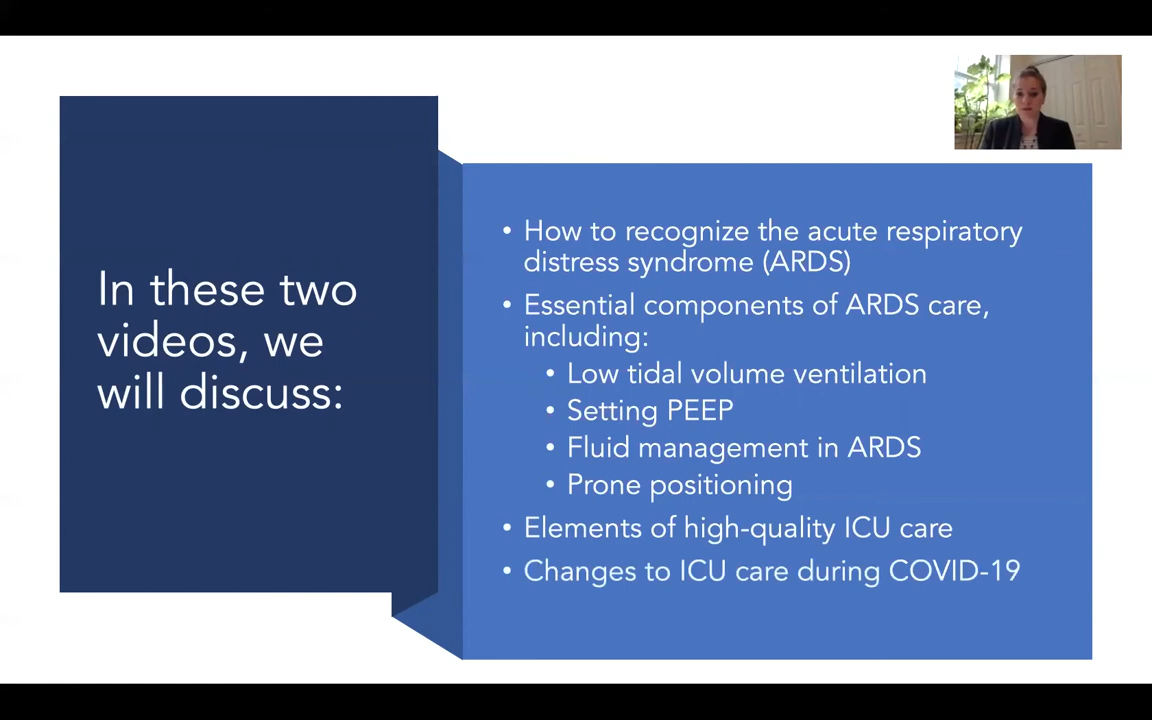 In these two
videos, we
will discuss:
• How to recognize the acute respiratory
distress syndrome (ARDS)
• Essential components of ARDS care,
including:
• Low tidal volume ventilation
• Setting PEEP
• Fluid management in ARDS
• Prone positioning
• Elements of high-quality ICU care
• Changes to ICU care during COVID-19